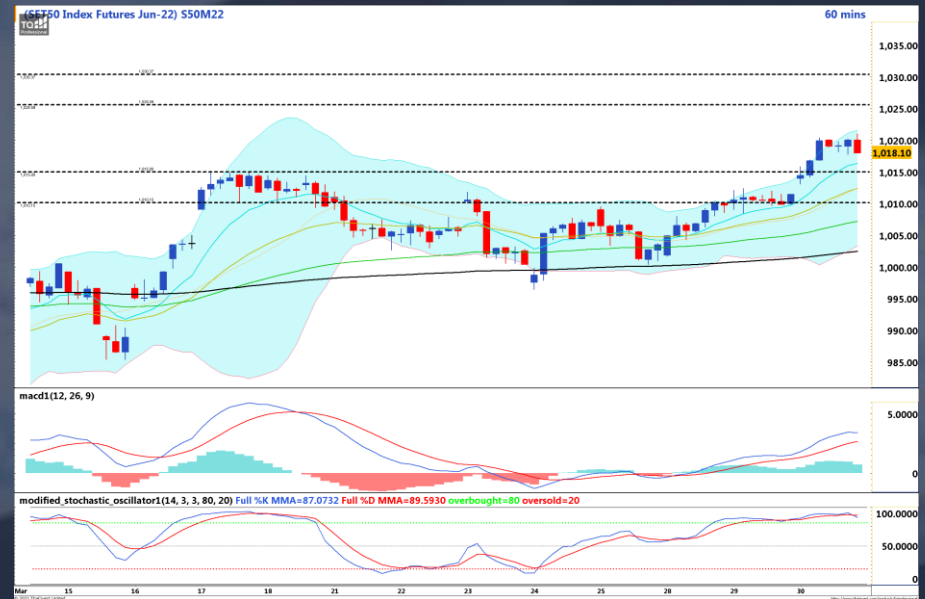 (SET50 Index Futures Jun-22) S50M22
60 mins
Professional
1,035.00
1,030.00
1,025.00
1,020.00
1,018.10
1,015.00
1,010.00
1,005.00
1,000.00
995.00
990.00
985.00
macd1(12, 26, 9)
5.0000
0
modified_stochastic_oscillator1(14, 3, 3, 80, 20) Full %K MMA=87.0732 Full %D MMA=89.5930 overbought=80 oversold=20
100.0000
50.0000
0
Mar 15 16 17 18 21 22 23 24 25 28 29 30